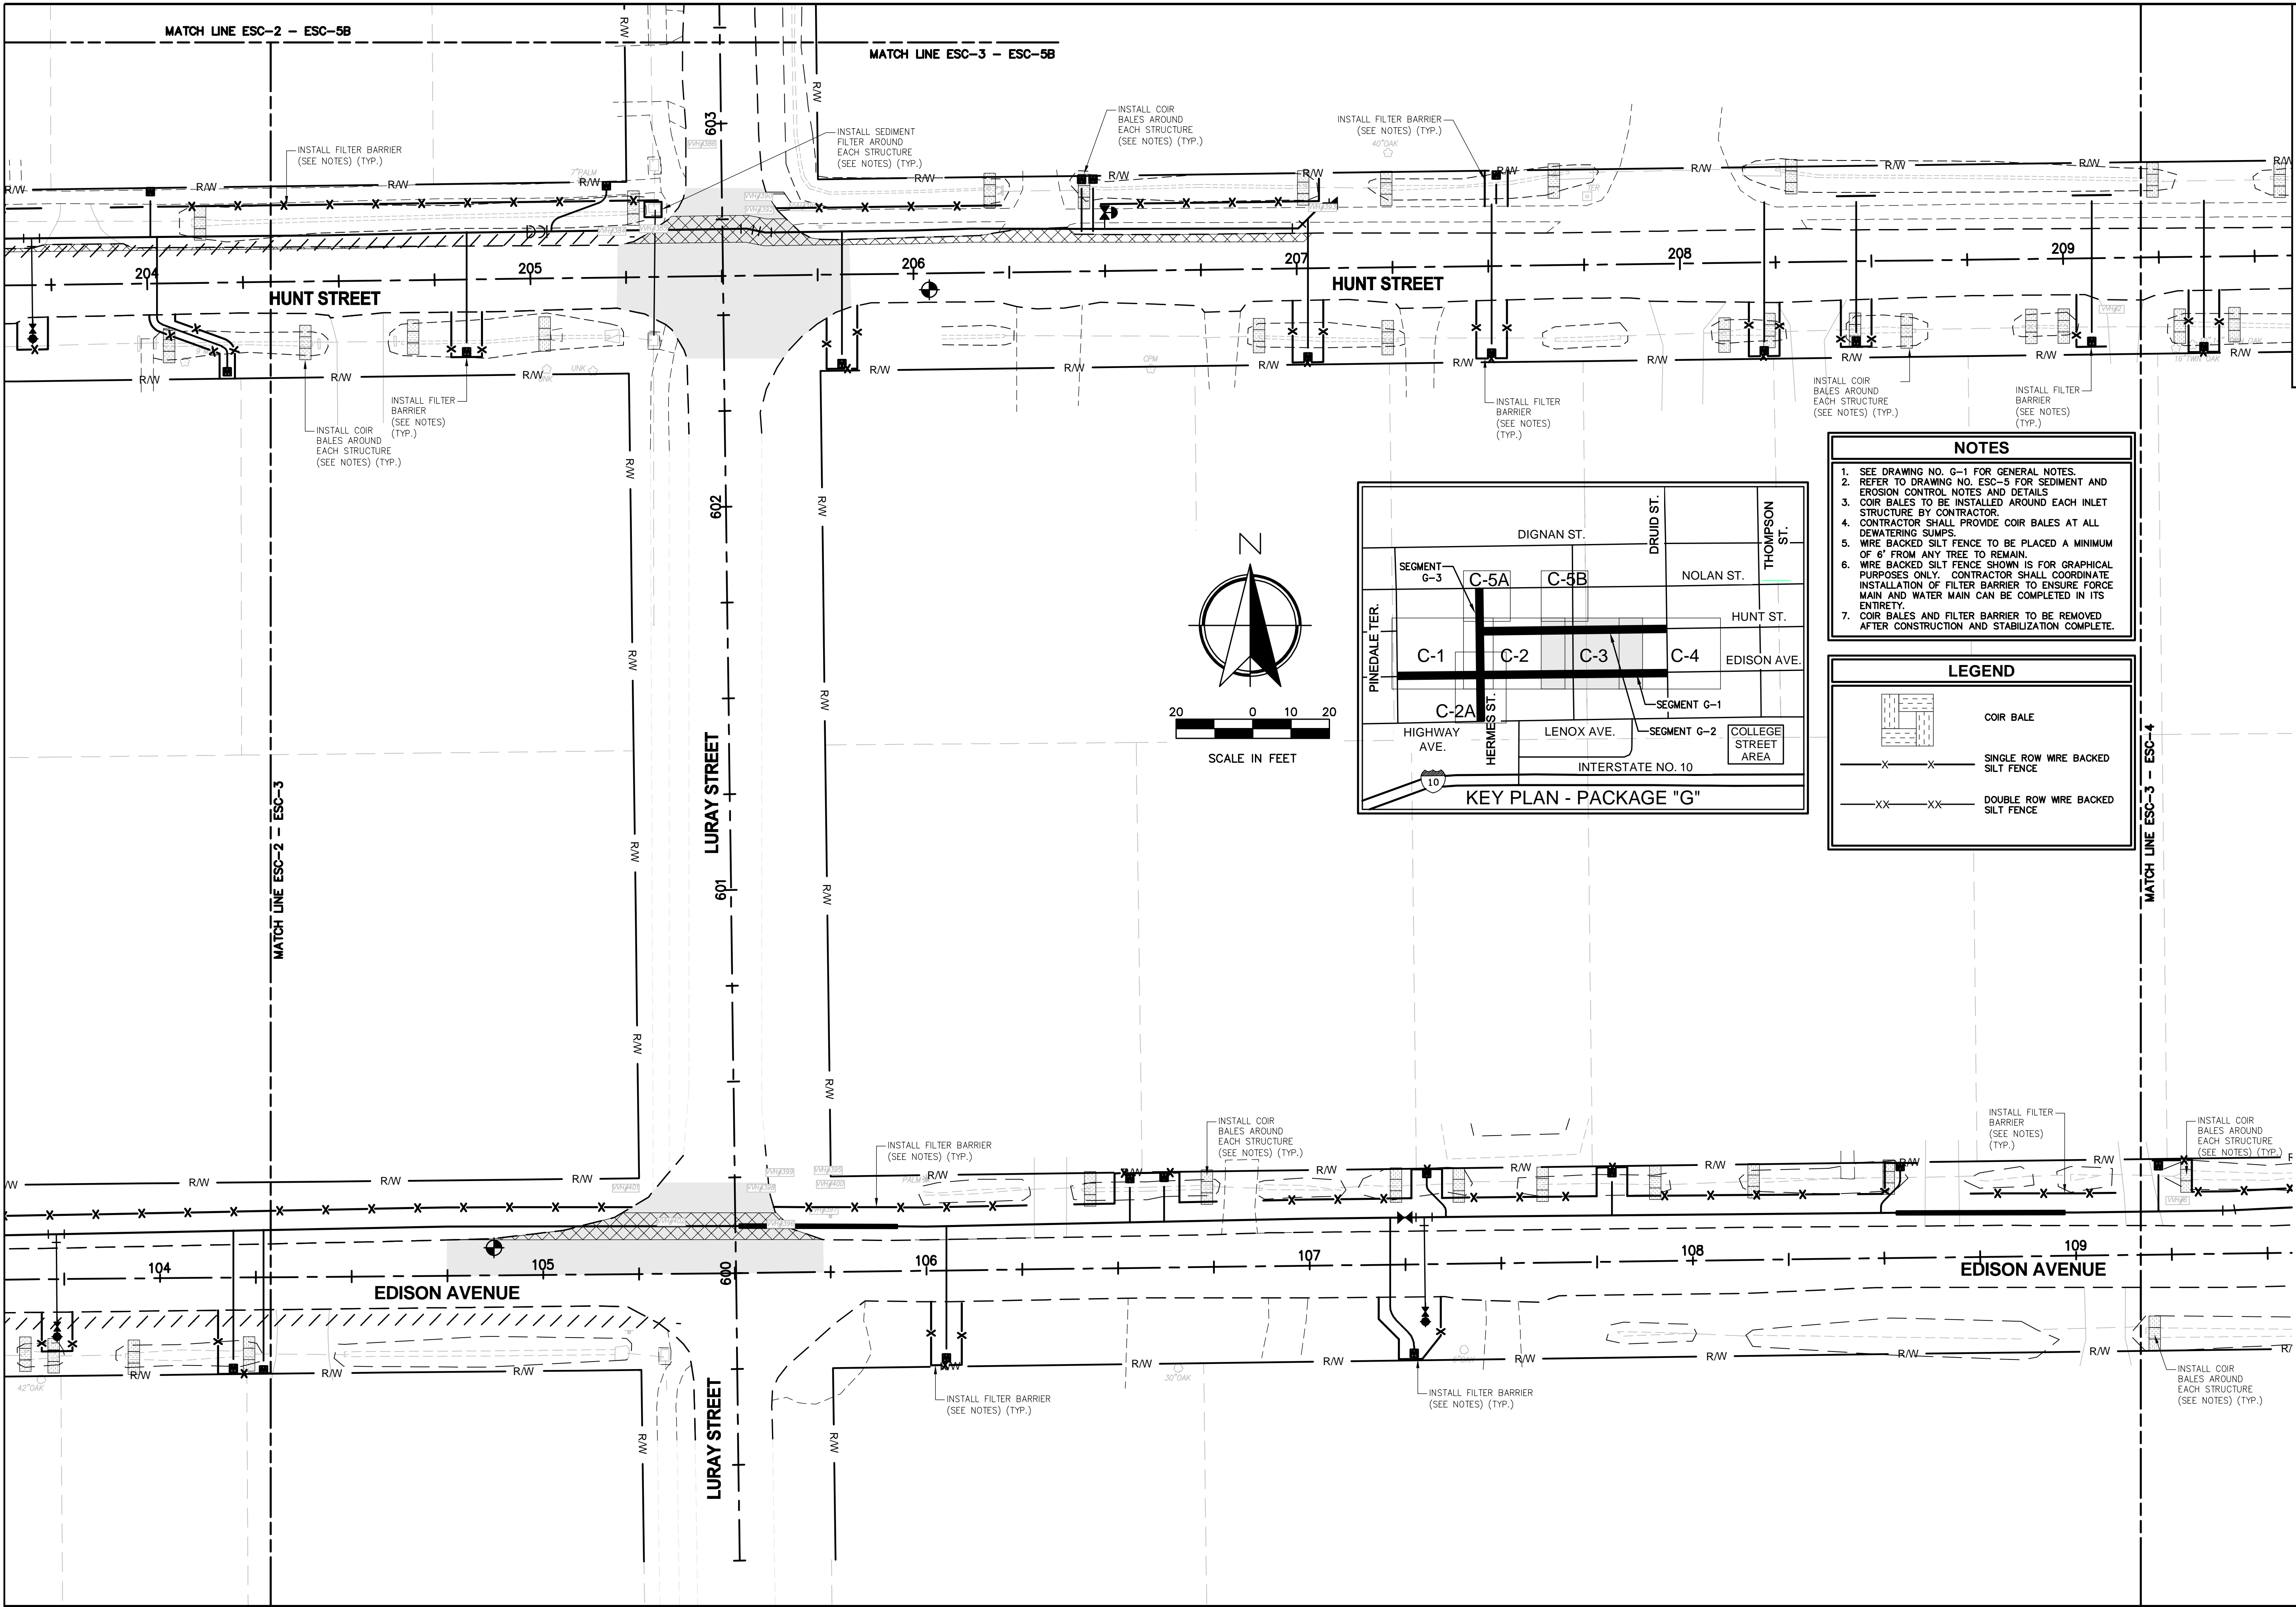 MATCH LINE ESC-2 - ESC-5B
MATCH LINE ESC-3 - ESC-5B
R/W
R/W
603
INSTALL FILTER BARRIER
(SEE NOTES) (TYP.)
INSTALL SEDIMENT
FILTER AROUND
EACH STRUCTURE
(SEE NOTES) (TYP.)
INSTALL COIR
BALES AROUND
EACH STRUCTURE
(SEE NOTES) (TYP.)
INSTALL FILTER BARRIER
(SEE NOTES) (TYP.)
40"OAK
7"PALM
R/W
R/W
R/W
R/W
R/W
R/W
R/W
R/W
R/W
R/W
R/W
R/W
204
205
206
207
208
209
HUNT STREET
HUNT STREET
R/W
R/W
R/W
R/W
R/W
R/W
R/W
R/W
R/W
R/W
R/W
UNK
UNK
CPM
16"TWIN OAK
INSTALL COIR
BALES AROUND
EACH STRUCTURE
(SEE NOTES) (TYP.)
INSTALL FILTER
BARRIER
(SEE NOTES)
(TYP.)
INSTALL FILTER
BARRIER
(SEE NOTES)
(TYP.)
INSTALL COIR
BALES AROUND
EACH STRUCTURE
(SEE NOTES) (TYP.)
INSTALL FILTER
BARRIER
(SEE NOTES)
(TYP.)
NOTES
1. SEE DRAWING NO. G-1 FOR GENERAL NOTES.
2. REFER TO DRAWING NO. ESC-5 FOR SEDIMENT AND
EROSION CONTROL NOTES AND DETAILS
3. COIR BALES TO BE INSTALLED AROUND EACH INLET
STRUCTURE BY CONTRACTOR.
4. CONTRACTOR SHALL PROVIDE COIR BALES AT ALL
DEWATERING SUMPS.
5. WIRE BACKED SILT FENCE TO BE PLACED A MINIMUM
OF 6' FROM ANY TREE TO REMAIN.
6. WIRE BACKED SILT FENCE SHOWN IS FOR GRAPHICAL
PURPOSES ONLY. CONTRACTOR SHALL COORDINATE
INSTALLATION OF FILTER BARRIER TO ENSURE FORCE
MAIN AND WATER MAIN CAN BE COMPLETED IN ITS
ENTIRETY.
7. COIR BALES AND FILTER BARRIER TO BE REMOVED
AFTER CONSTRUCTION AND STABILIZATION COMPLETE.
LEGEND
COIR BALE
SINGLE ROW WIRE BACKED
SILT FENCE
DOUBLE ROW WIRE BACKED
SILT FENCE
N
20 0 10 20
SCALE IN FEET
DIGNAN ST.
DRUID ST.
THOMPSON
ST.
SEGMENT
G-3
C-5A
C-5B
NOLAN ST.
PINEDALE TER.
HUNT ST.
C-1
C-2
C-3
C-4
EDISON AVE.
C-2A
HERMES ST.
SEGMENT G-1
SEGMENT G-2
HIGHWAY
AVE.
LENOX AVE.
COLLEGE
STREET
AREA
INTERSTATE NO. 10
10
KEY PLAN - PACKAGE "G"
602
601
LURAY STREET
R/W
R/W
R/W
R/W
R/W
R/W
R/W
R/W
MATCH LINE ESC-2 - ESC-3
MATCH LINE ESC-3 - ESC-4
INSTALL FILTER BARRIER
(SEE NOTES) (TYP.)
INSTALL COIR
BALES AROUND
EACH STRUCTURE
(SEE NOTES) (TYP.)
INSTALL FILTER
BARRIER
(SEE NOTES)
(TYP.)
INSTALL COIR
BALES AROUND
EACH STRUCTURE
(SEE NOTES) (TYP.)
R/W
R/W
R/W
R/W
R/W
R/W
R/W
R/W
R/W
R/W
PALM
104
105
600
106
107
108
109
EDISON AVENUE
EDISON AVENUE
42"OAK
R/W
R/W
R/W
R/W
R/W
R/W
R/W
R/W
R/W
R/W
30"OAK
INSTALL FILTER BARRIER
(SEE NOTES) (TYP.)
INSTALL FILTER BARRIER
(SEE NOTES) (TYP.)
INSTALL COIR
BALES AROUND
EACH STRUCTURE
(SEE NOTES) (TYP.)
R/W
R/W
LURAY STREET